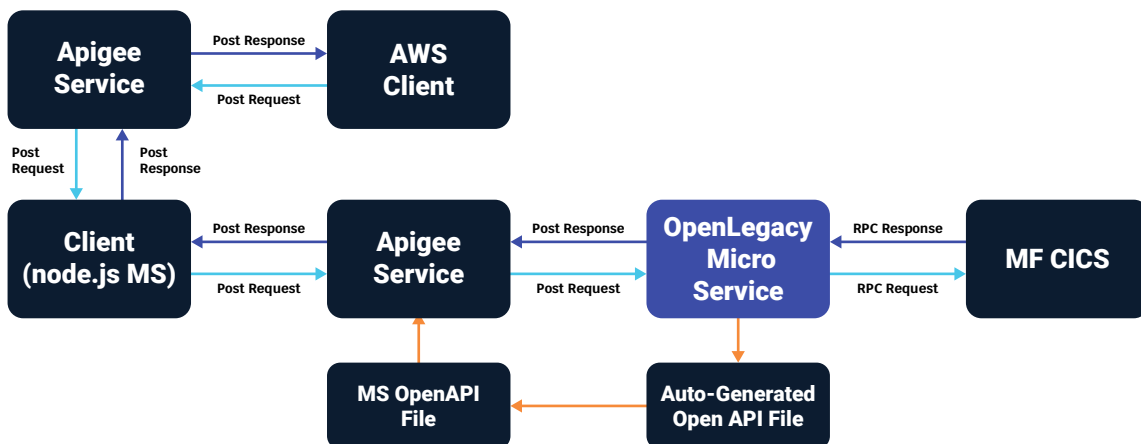 Apigee
Service
Post Response
Post Request
AWS
Client
Post
Request
Post
Response
Client
(node.js MS)
Post Response
Post Request
Apigee
Service
Post Response
Post Request
OpenLegacy
Micro
Service
RPC Response
RPC Request
MF CICS
MS OpenAPI
File
Auto-Generated
Open API File